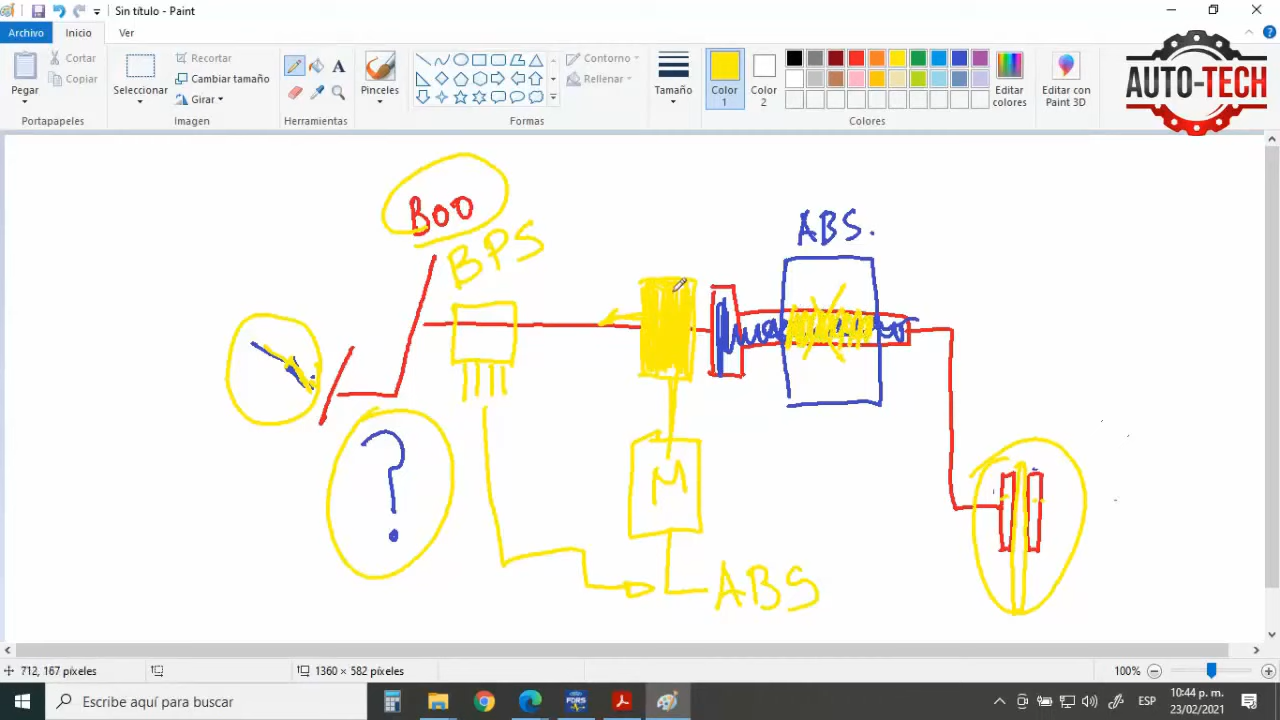 Sin título - Paint
Archivo Inicio Ver
Pegar
Cortar
Copiar
Portapapeles
Seleccionar
Recortar
Cambiar tamaño
Girar
Imagen
A
Herramientas
Pinceles
Contorno
Rellenar
Formas
Tamaño
Color 1
Color 2
Editar colores
Colores
Editar con Paint 3D
AUTO-TECH
BOO
BPS
ABS.
?
M
ABS
712, 167 píxeles
1360 × 582 píxeles
100%
Escribe aquí para buscar
FDRS
ESP
10:44 p. m.
23/02/2021